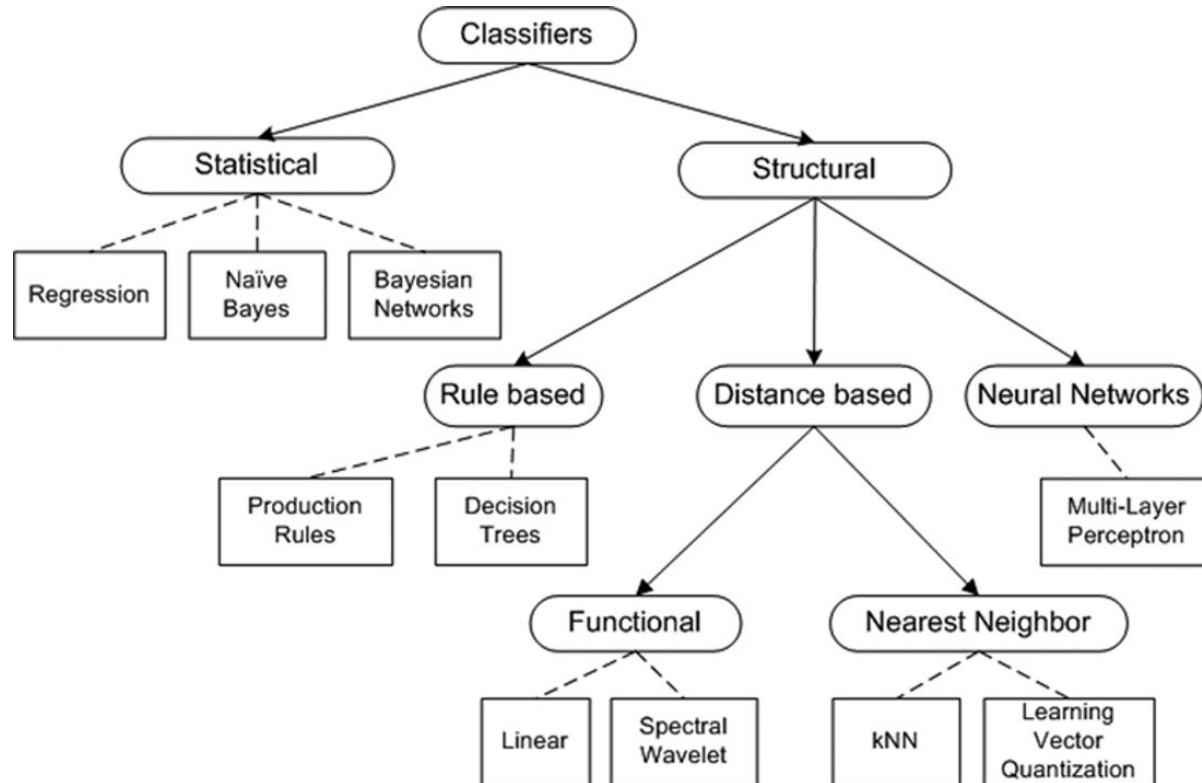 Classifiers
Statistical
Structural
Regression
Naïve
Bayes
Bayesian
Networks
Rule based
Distance based
Neural Networks
Production
Rules
Decision
Trees
Multi-Layer
Perceptron
Functional
Nearest Neighbor
Linear
Spectral
Wavelet
kNN
Learning
Vector
Quantization